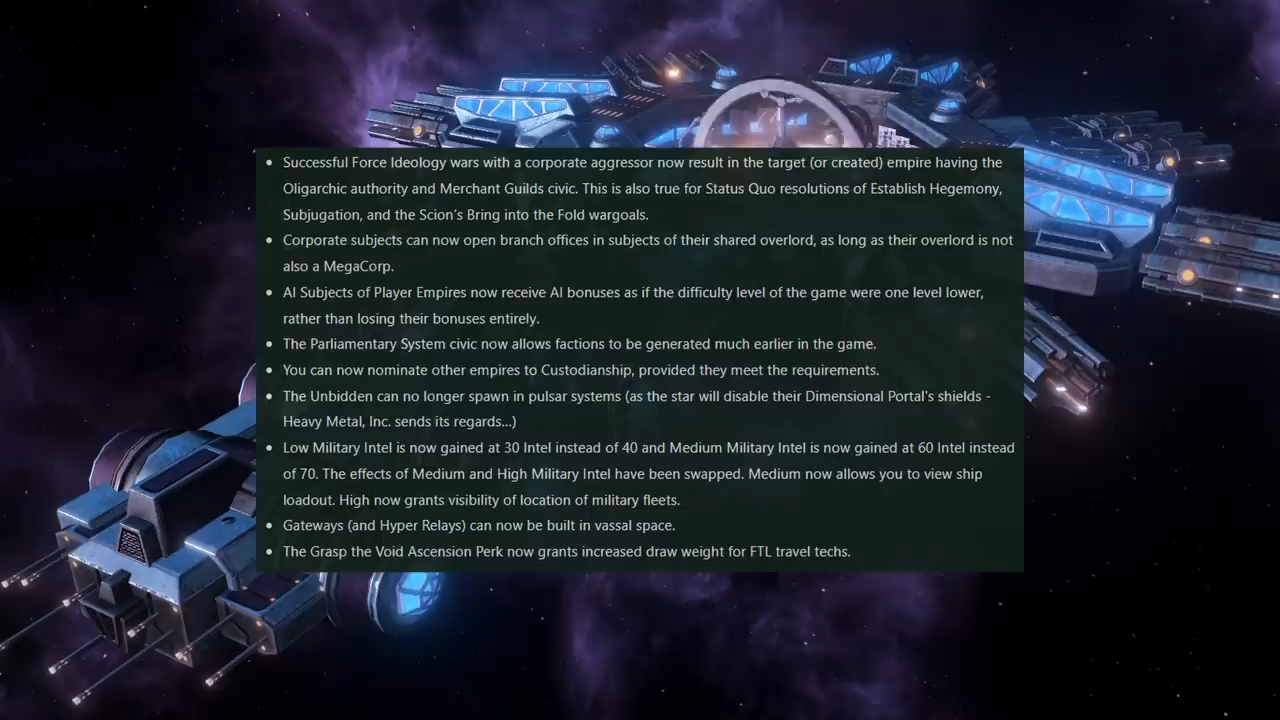 • Successful Force Ideology wars with a corporate aggressor now result in the target (or created) empire having the
Oligarchic authority and Merchant Guilds civic. This is also true for Status Quo resolutions of Establish Hegemony,
Subjugation, and the Scion's Bring into the Fold wargoals.
• Corporate subjects can now open branch offices in subjects of their shared overlord, as long as their overlord is not
also a MegaCorp.
• AI Subjects of Player Empires now receive AI bonuses as if the difficulty level of the game were one level lower,
rather than losing their bonuses entirely.
• The Parliamentary System civic now allows factions to be generated much earlier in the game.
• You can now nominate other empires to Custodianship, provided they meet the requirements.
• The Unbidden can no longer spawn in pulsar systems (as the star will disable their Dimensional Portal's shields -
Heavy Metal, Inc. sends its regards...)
• Low Military Intel is now gained at 30 Intel instead of 40 and Medium Military Intel is now gained at 60 Intel instead
of 70. The effects of Medium and High Military Intel have been swapped. Medium now allows you to view ship
loadout. High now grants visibility of location of military fleets.
• Gateways (and Hyper Relays) can now be built in vassal space.
• The Grasp the Void Ascension Perk now grants increased draw weight for FTL travel techs.